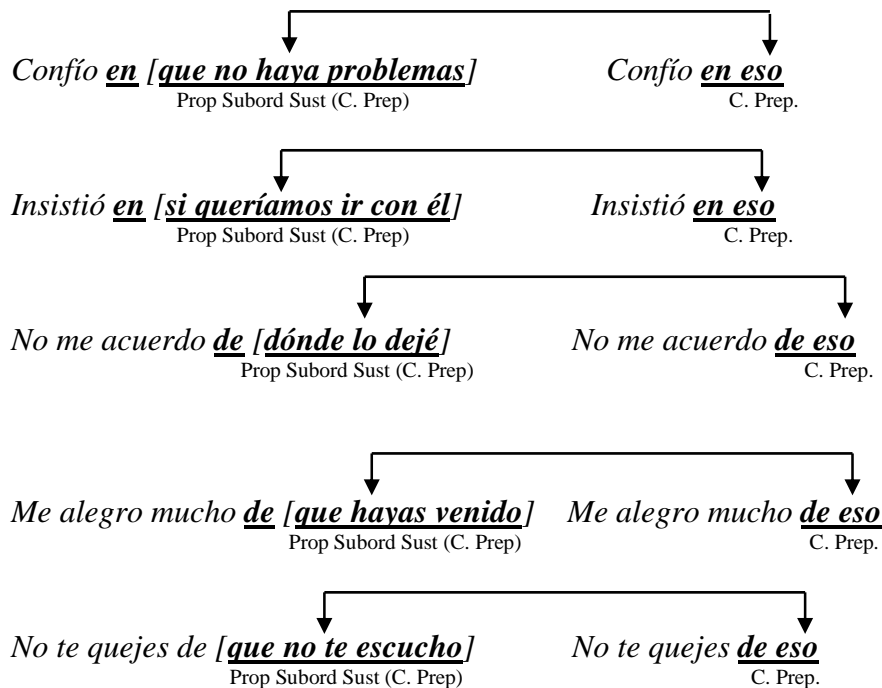 Confío en [que no haya problemas] Confío en eso
Prop Subord Sust (C. Prep) C. Prep.
Insistió en [si queríamos ir con él] Insistió en eso
Prop Subord Sust (C. Prep) C. Prep.
No me acuerdo de [dónde lo dejé] No me acuerdo de eso
Prop Subord Sust (C. Prep) C. Prep.
Me alegro mucho de [que hayas venido] Me alegro mucho de eso
Prop Subord Sust (C. Prep) C. Prep.
No te quejes de [que no te escucho] No te quejes de eso
Prop Subord Sust (C. Prep) C. Prep.